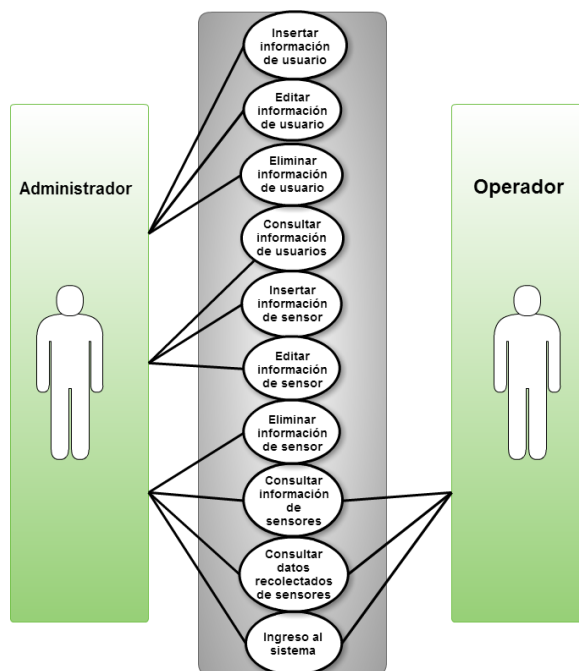 Insertar
información
de usuario
Editar
información
de usuario
Eliminar
información
de usuario
Consultar
información
de usuarios
Insertar
información
de sensor
Editar
información
de sensor
Eliminar
información
de sensor
Consultar
información
de
sensores
Consultar
datos
recolectados
de sensores
Ingreso al
sistema
Administrador
Operador